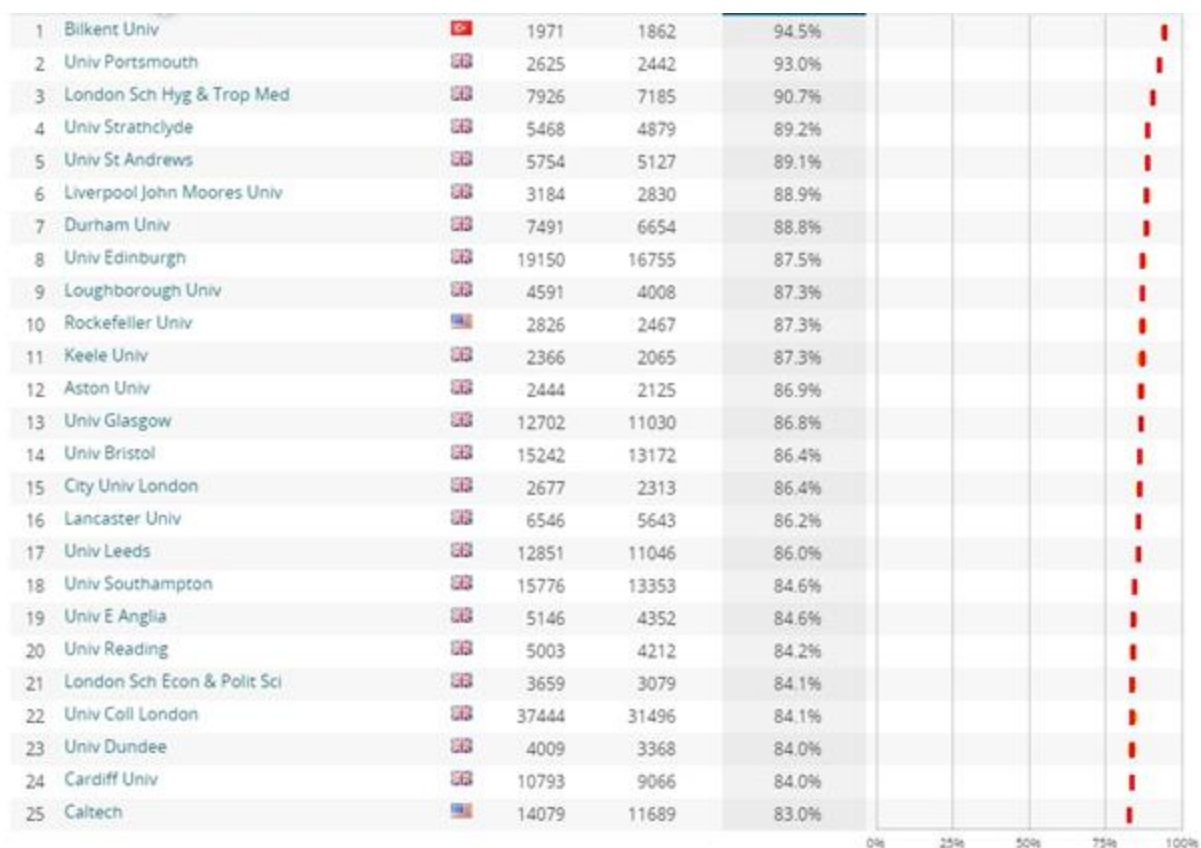 1 Bilkent Univ 1971 1862 94.5%
2 Univ Portsmouth 2625 2442 93.0%
3 London Sch Hyg & Trop Med 7926 7185 90.7%
4 Univ Strathclyde 5468 4879 89.2%
5 Univ St Andrews 5754 5127 89.1%
6 Liverpool John Moores Univ 3184 2830 88.9%
7 Durham Univ 7491 6654 88.8%
8 Univ Edinburgh 19150 16755 87.5%
9 Loughborough Univ 4591 4008 87.3%
10 Rockefeller Univ 2826 2467 87.3%
11 Keele Univ 2366 2065 87.3%
12 Aston Univ 2444 2125 86.9%
13 Univ Glasgow 12702 11030 86.8%
14 Univ Bristol 15242 13172 86.4%
15 City Univ London 2677 2313 86.4%
16 Lancaster Univ 6546 5643 86.2%
17 Univ Leeds 12851 11046 86.0%
18 Univ Southampton 15776 13353 84.6%
19 Univ E Anglia 5146 4352 84.6%
20 Univ Reading 5003 4212 84.2%
21 London Sch Econ & Polit Sci 3659 3079 84.1%
22 Univ Coll London 37444 31496 84.1%
23 Univ Dundee 4009 3368 84.0%
24 Cardiff Univ 10793 9066 84.0%
25 Caltech 14079 11689 83.0%
0% 25% 50% 75% 100%